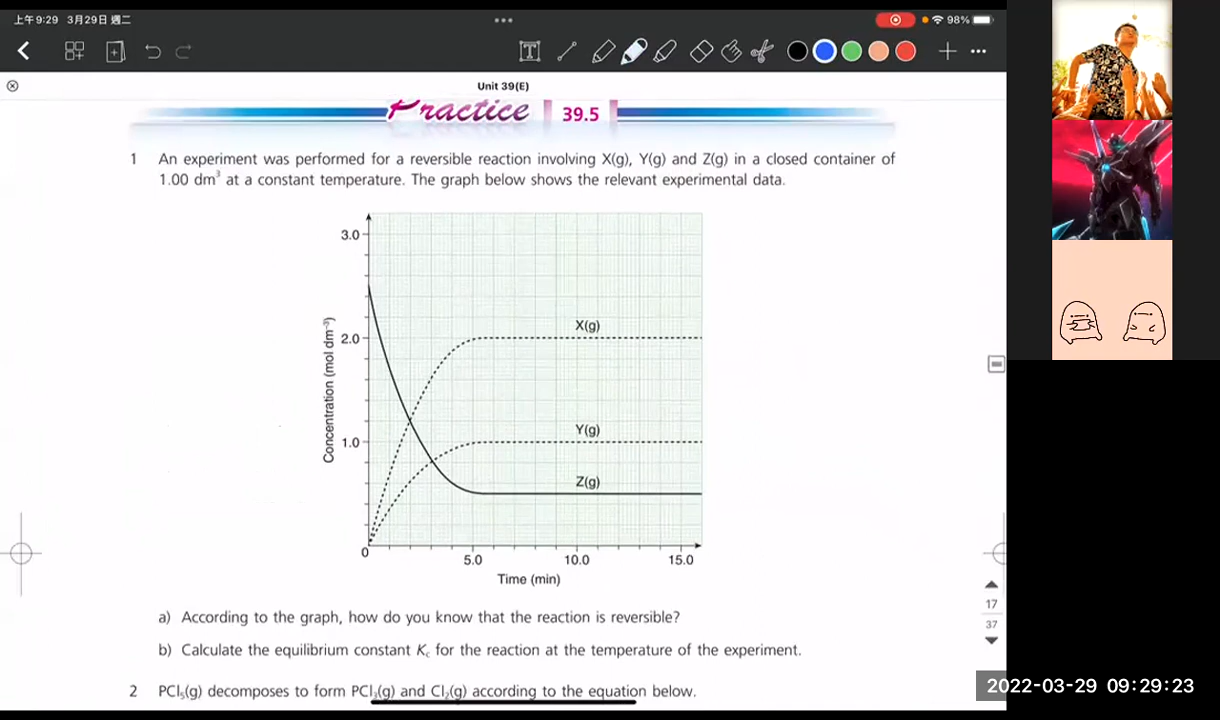 上午9:29 3月29日 週二
98%
Unit 39(E)
Practice 39.5
1 An experiment was performed for a reversible reaction involving X(g), Y(g) and Z(g) in a closed container of
1.00 dm³ at a constant temperature. The graph below shows the relevant experimental data.
3.0
2.0
1.0
0
Concentration (mol dm⁻³)
X(g)
Y(g)
Z(g)
5.0 10.0 15.0
Time (min)
a) According to the graph, how do you know that the reaction is reversible?
b) Calculate the equilibrium constant Kc for the reaction at the temperature of the experiment.
2 PCl₅(g) decomposes to form PCl₃(g) and Cl₂(g) according to the equation below.
17
37
2022-03-29 09:29:23